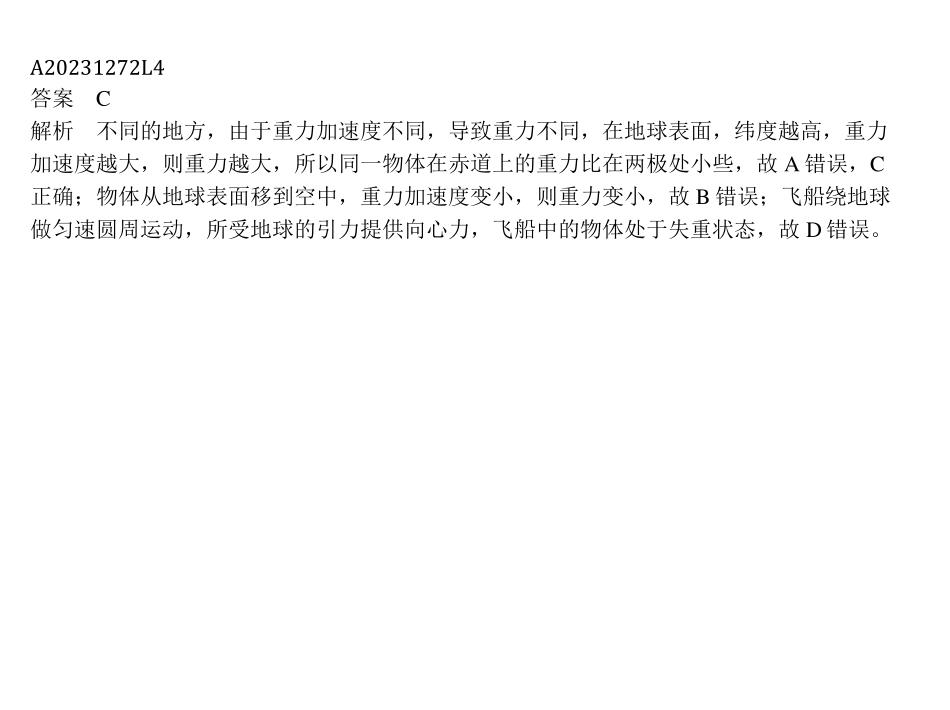 A20231272L4
答案　C
解析　不同的地方，由于重力加速度不同，导致重力不同，在地球表面，纬度越高，重力
加速度越大，则重力越大，所以同一物体在赤道上的重力比在两极处小些，故 A 错误，C
正确；物体从地球表面移到空中，重力加速度变小，则重力变小，故 B 错误；飞船绕地球
做匀速圆周运动，所受地球的引力提供向心力，飞船中的物体处于失重状态，故 D 错误。